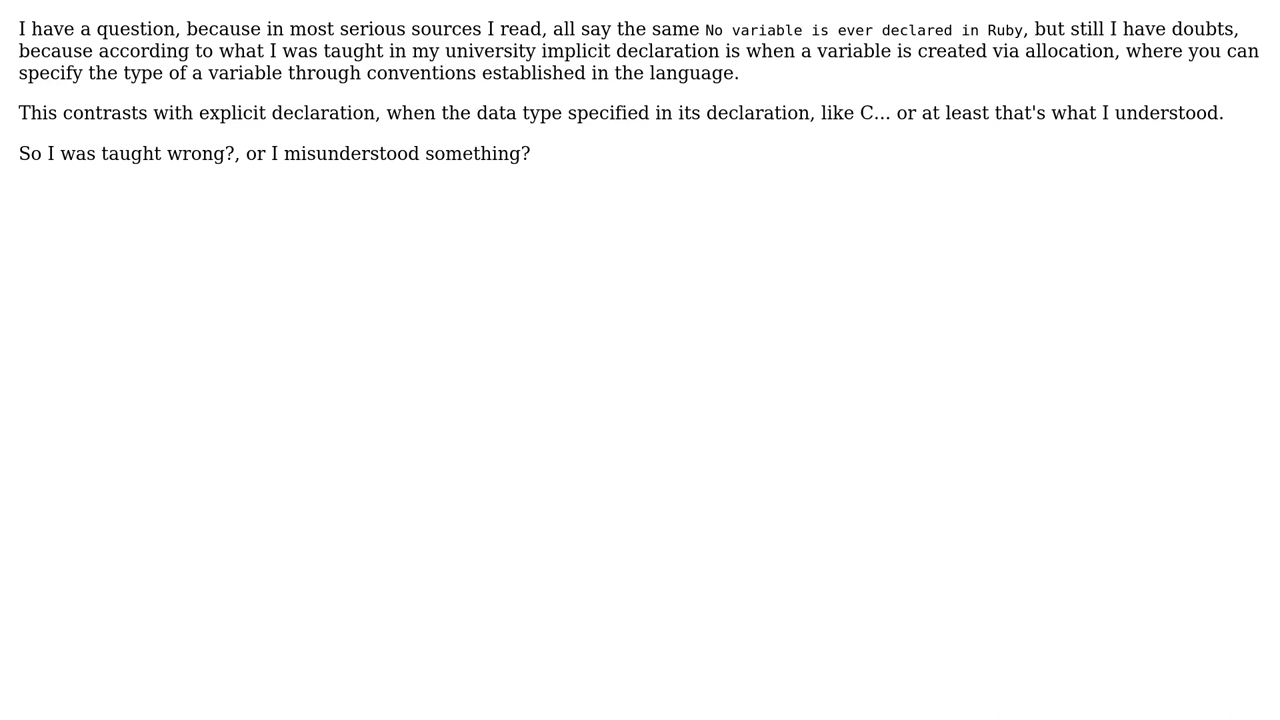 I have a question, because in most serious sources I read, all say the same No variable is ever declared in Ruby, but still I have doubts,
because according to what I was taught in my university implicit declaration is when a variable is created via allocation, where you can
specify the type of a variable through conventions established in the language.
This contrasts with explicit declaration, when the data type specified in its declaration, like C... or at least that's what I understood.
So I was taught wrong?, or I misunderstood something?